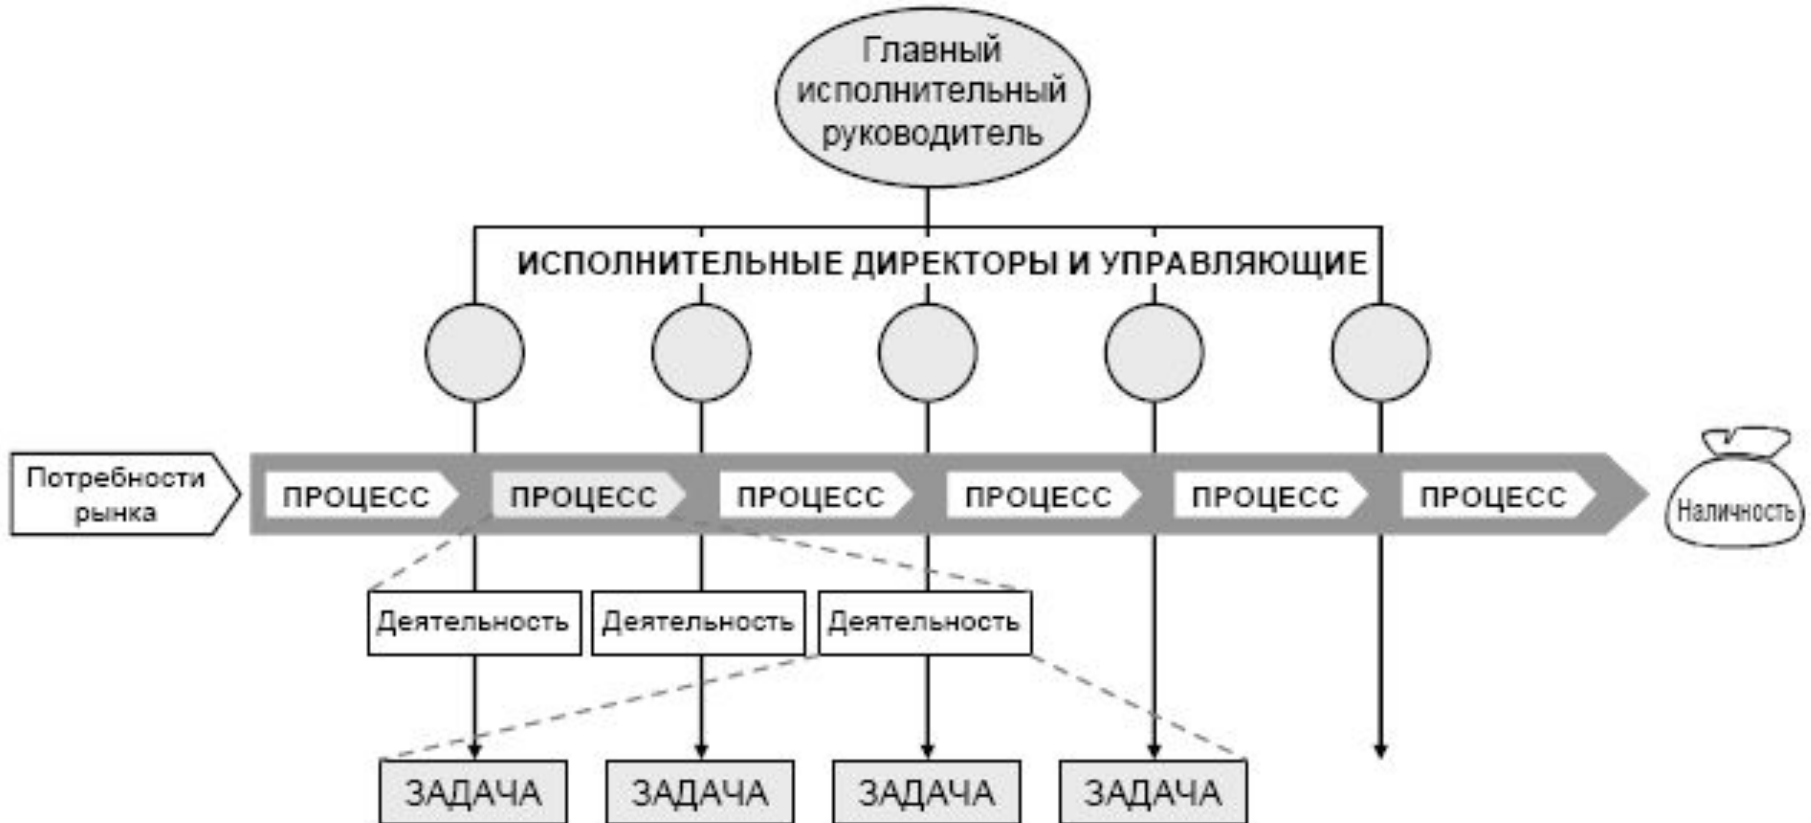 Главный
исполнительный
руководитель
ИСПОЛНИТЕЛЬНЫЕ ДИРЕКТОРЫ И УПРАВЛЯЮЩИЕ
Потребности
рынка
ПРОЦЕСС
ПРОЦЕСС
ПРОЦЕСС
ПРОЦЕСС
ПРОЦЕСС
ПРОЦЕСС
Наличность
Деятельность
Деятельность
Деятельность
ЗАДАЧА
ЗАДАЧА
ЗАДАЧА
ЗАДАЧА